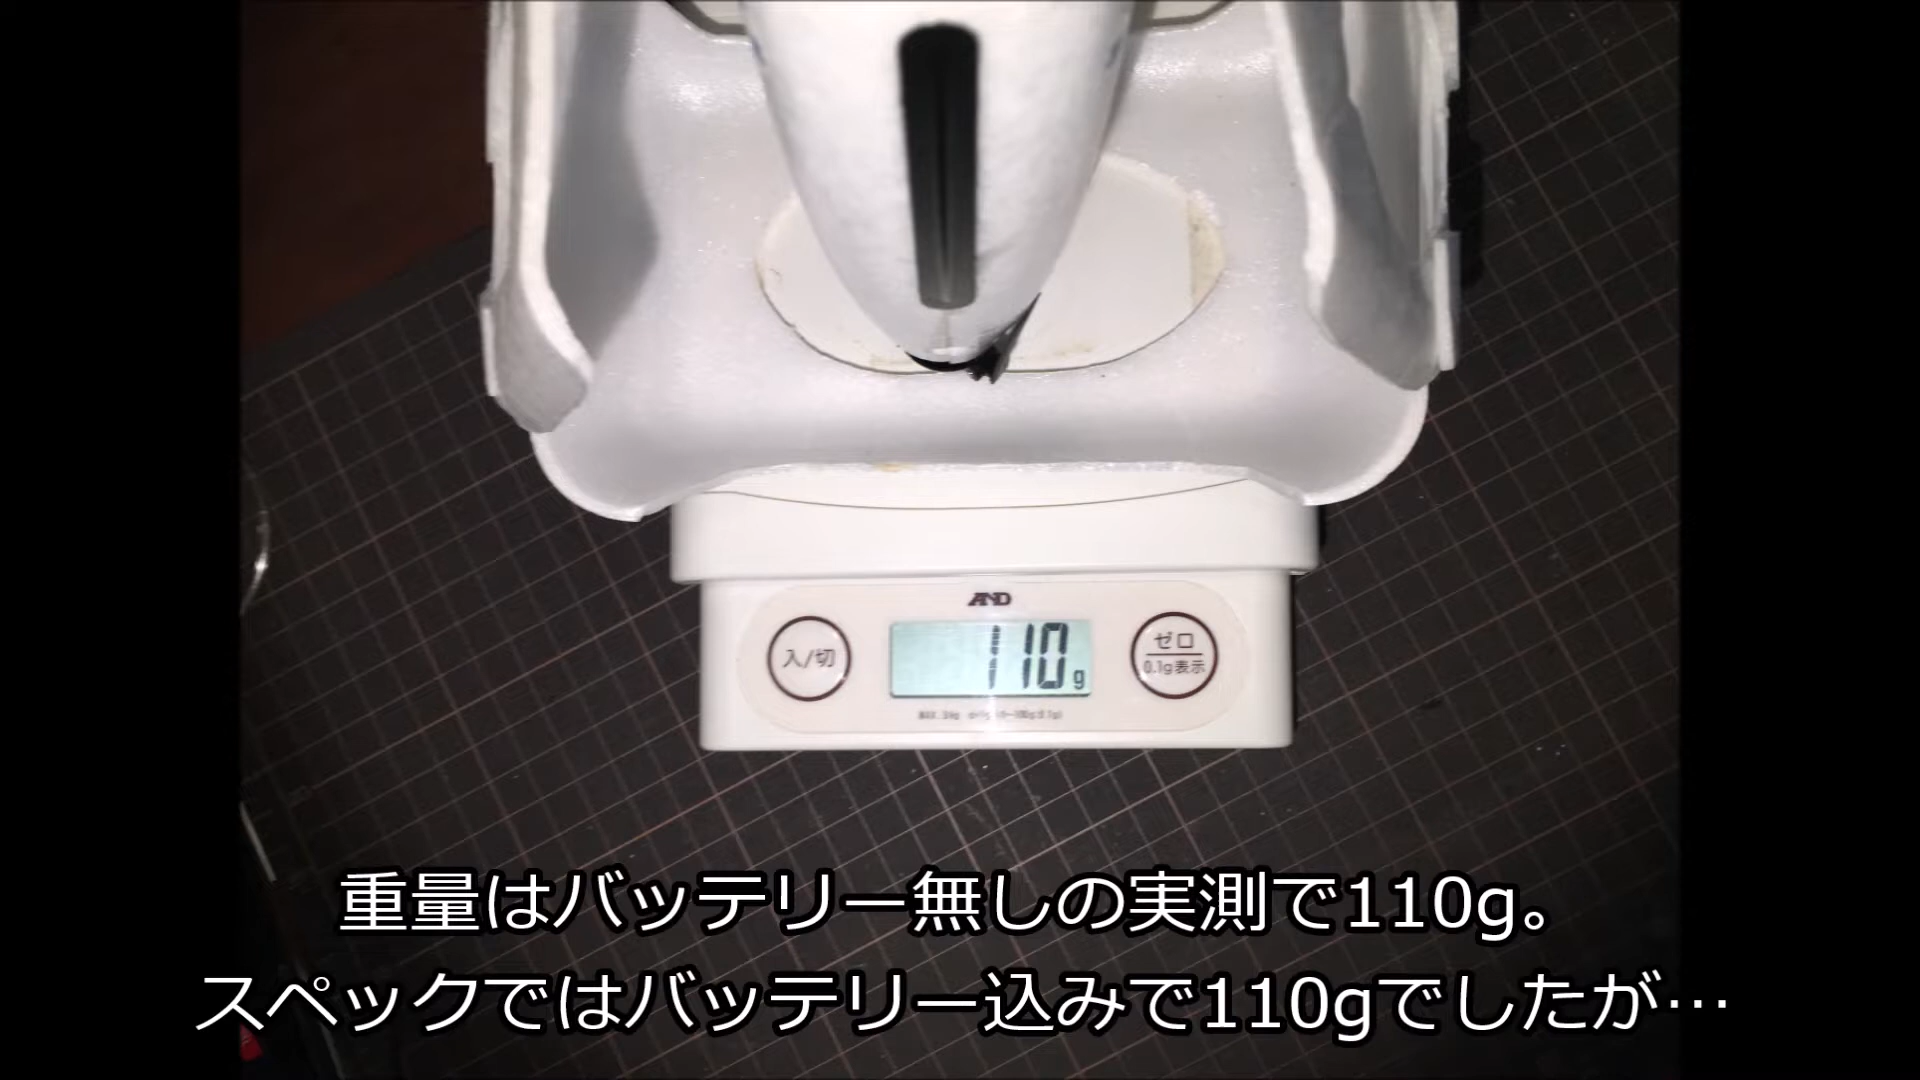 AND
入/切
110g
ゼロ
0.1g表示
重量はバッテリー無しの実測で110g。
スペックではバッテリー込みで110gでしたが…